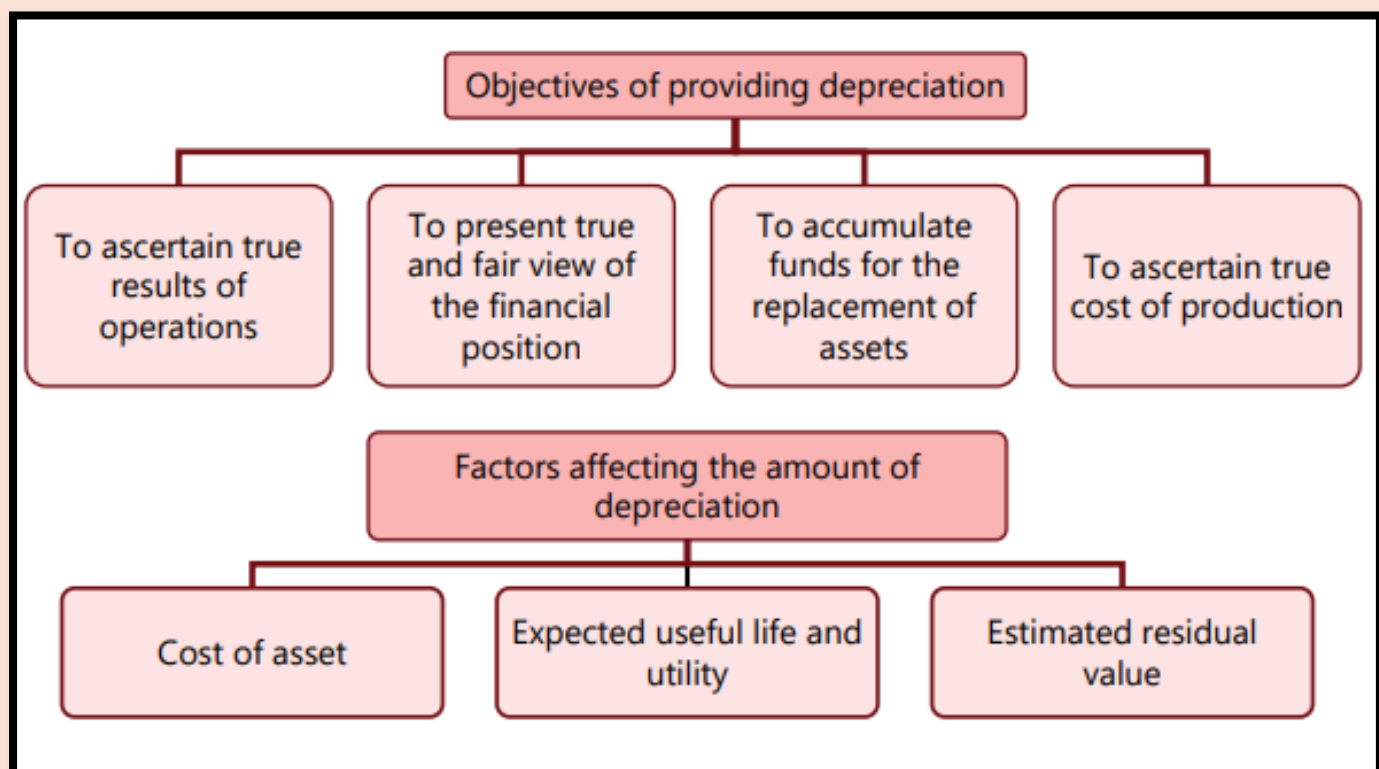 Objectives of providing depreciation
To ascertain true
results of
operations
To present true
and fair view of
the financial
position
To accumulate
funds for the
replacement of
assets
To ascertain true
cost of production
Factors affecting the amount of
depreciation
Cost of asset
Expected useful life and
utility
Estimated residual
value